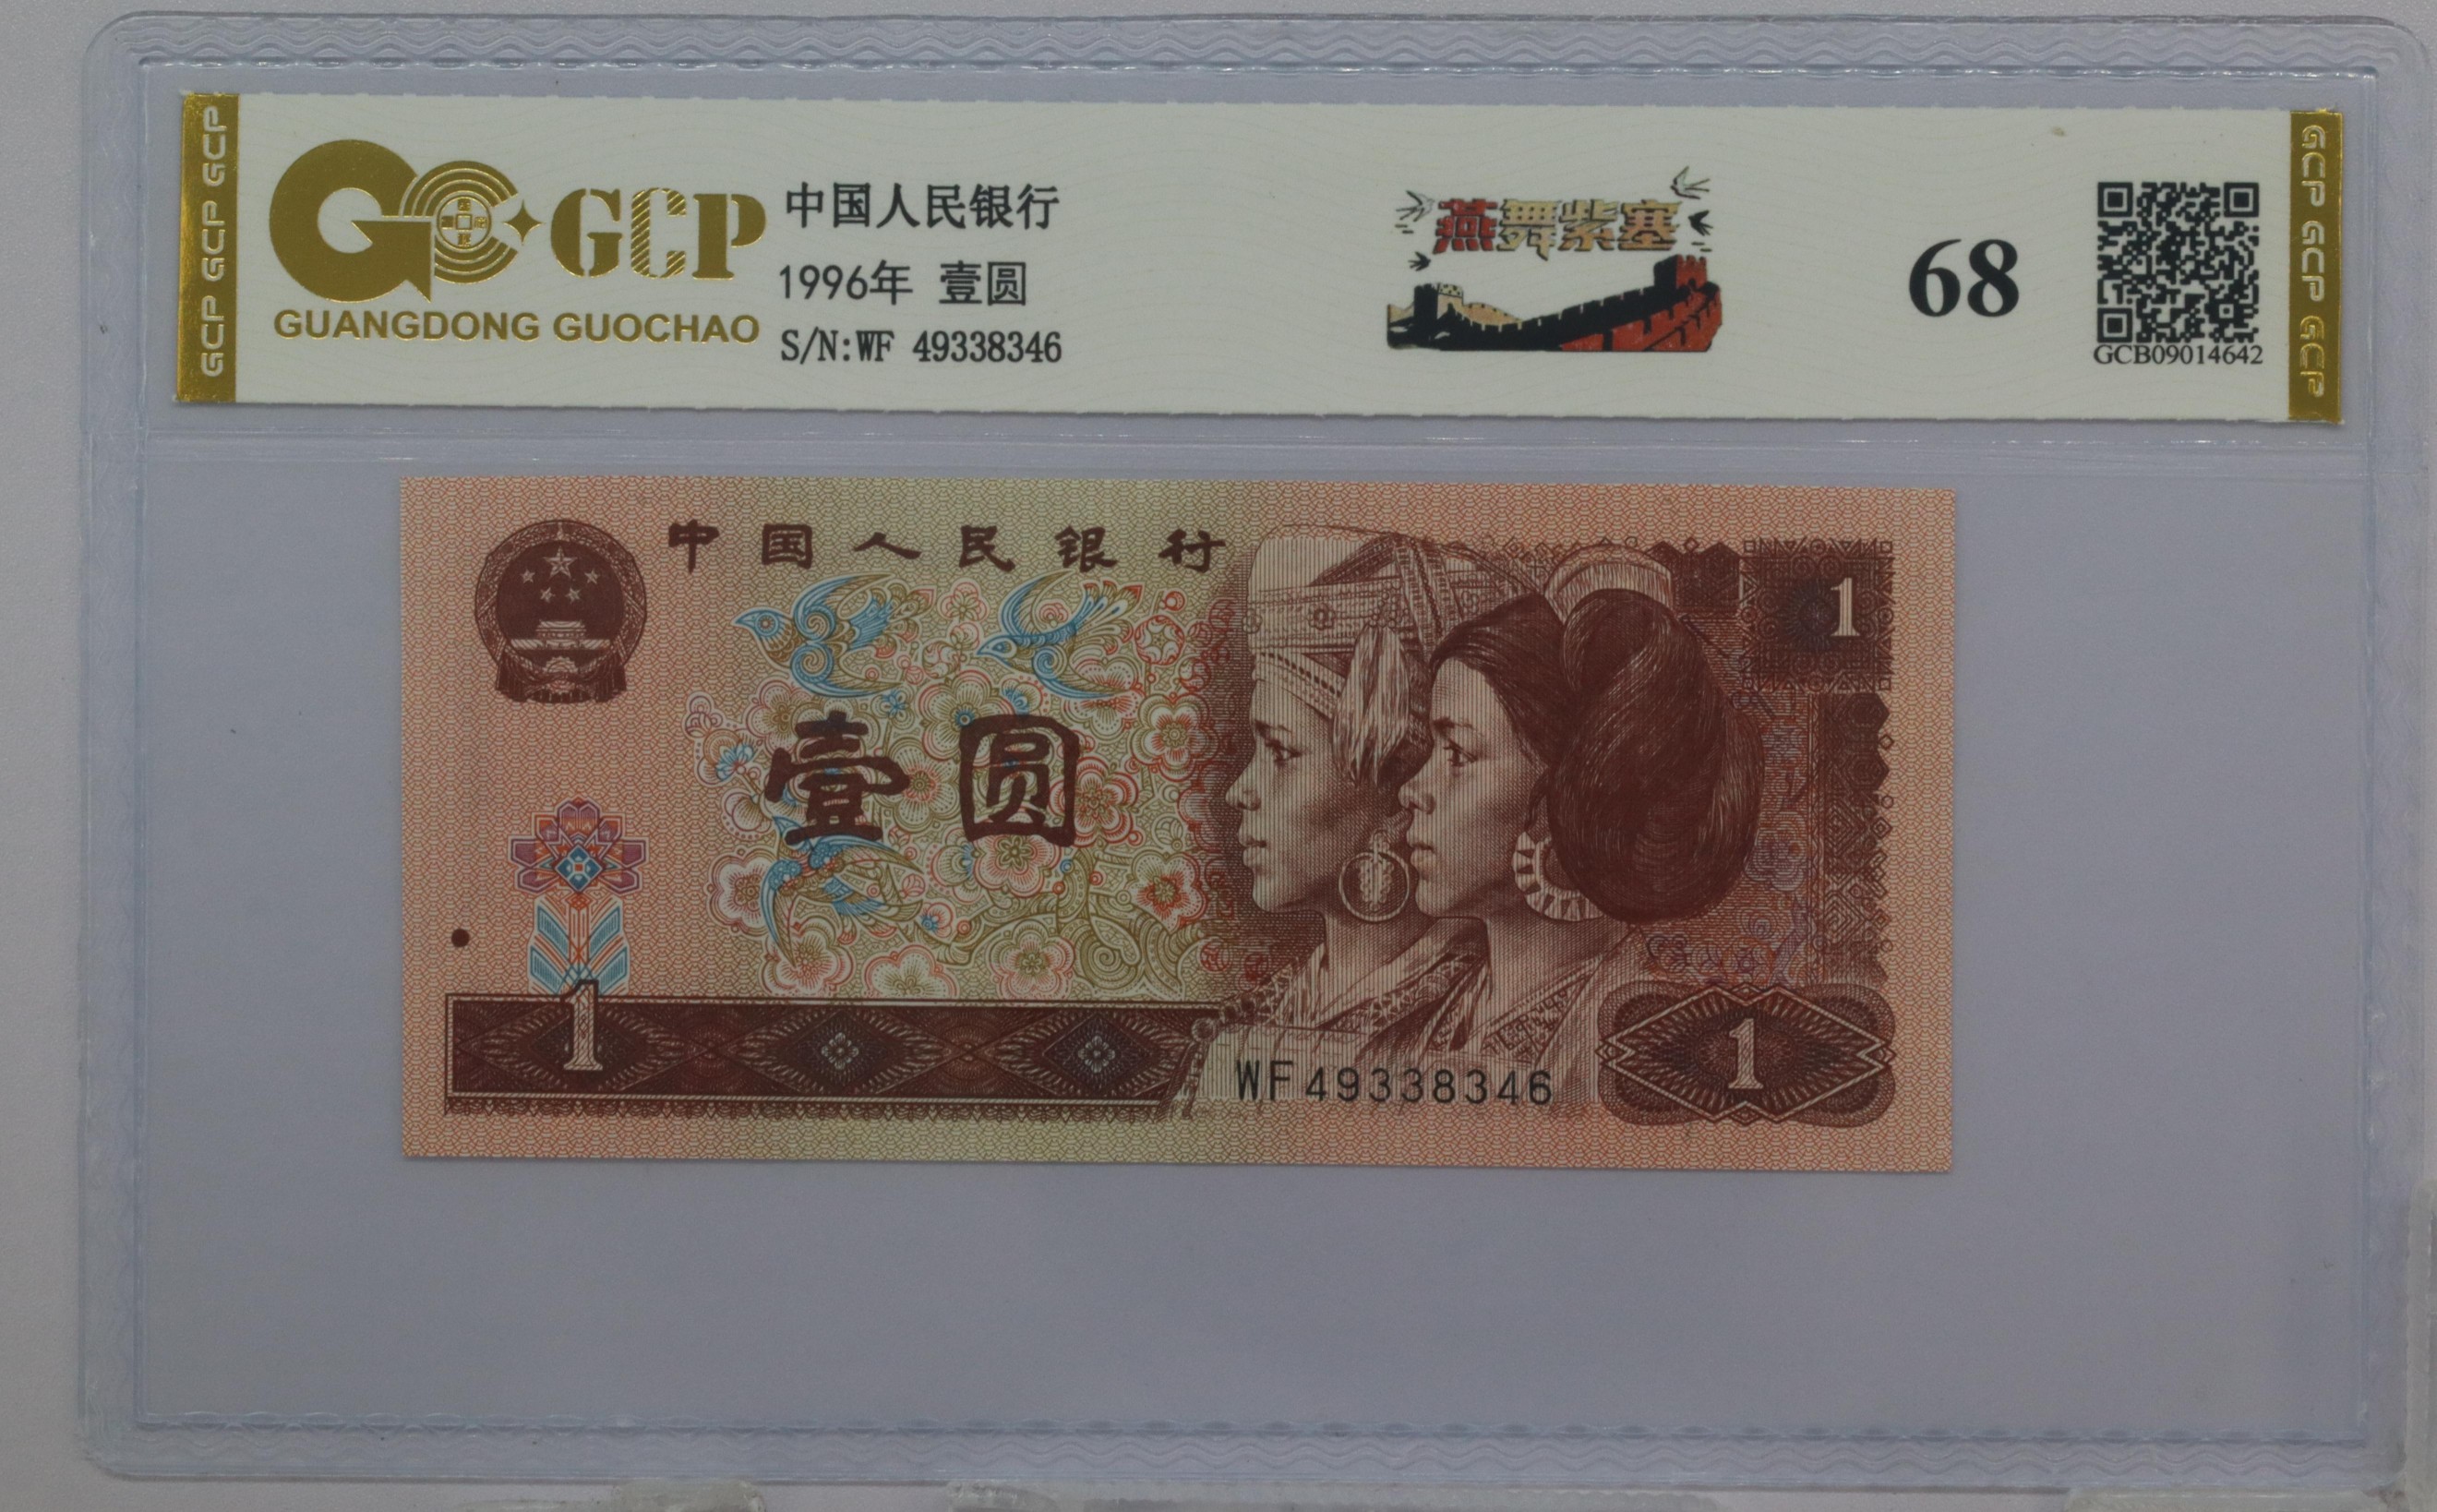 GCP GCP GCP
GCP
GUANGDONG GUOCHAO
中国人民银行
1996年 壹圆
S/N:WF 49338346
燕舞紫塞
68
GCB09014642
GCP GCP GCP
中国人民银行
1
壹圆
1
1
WF49338346